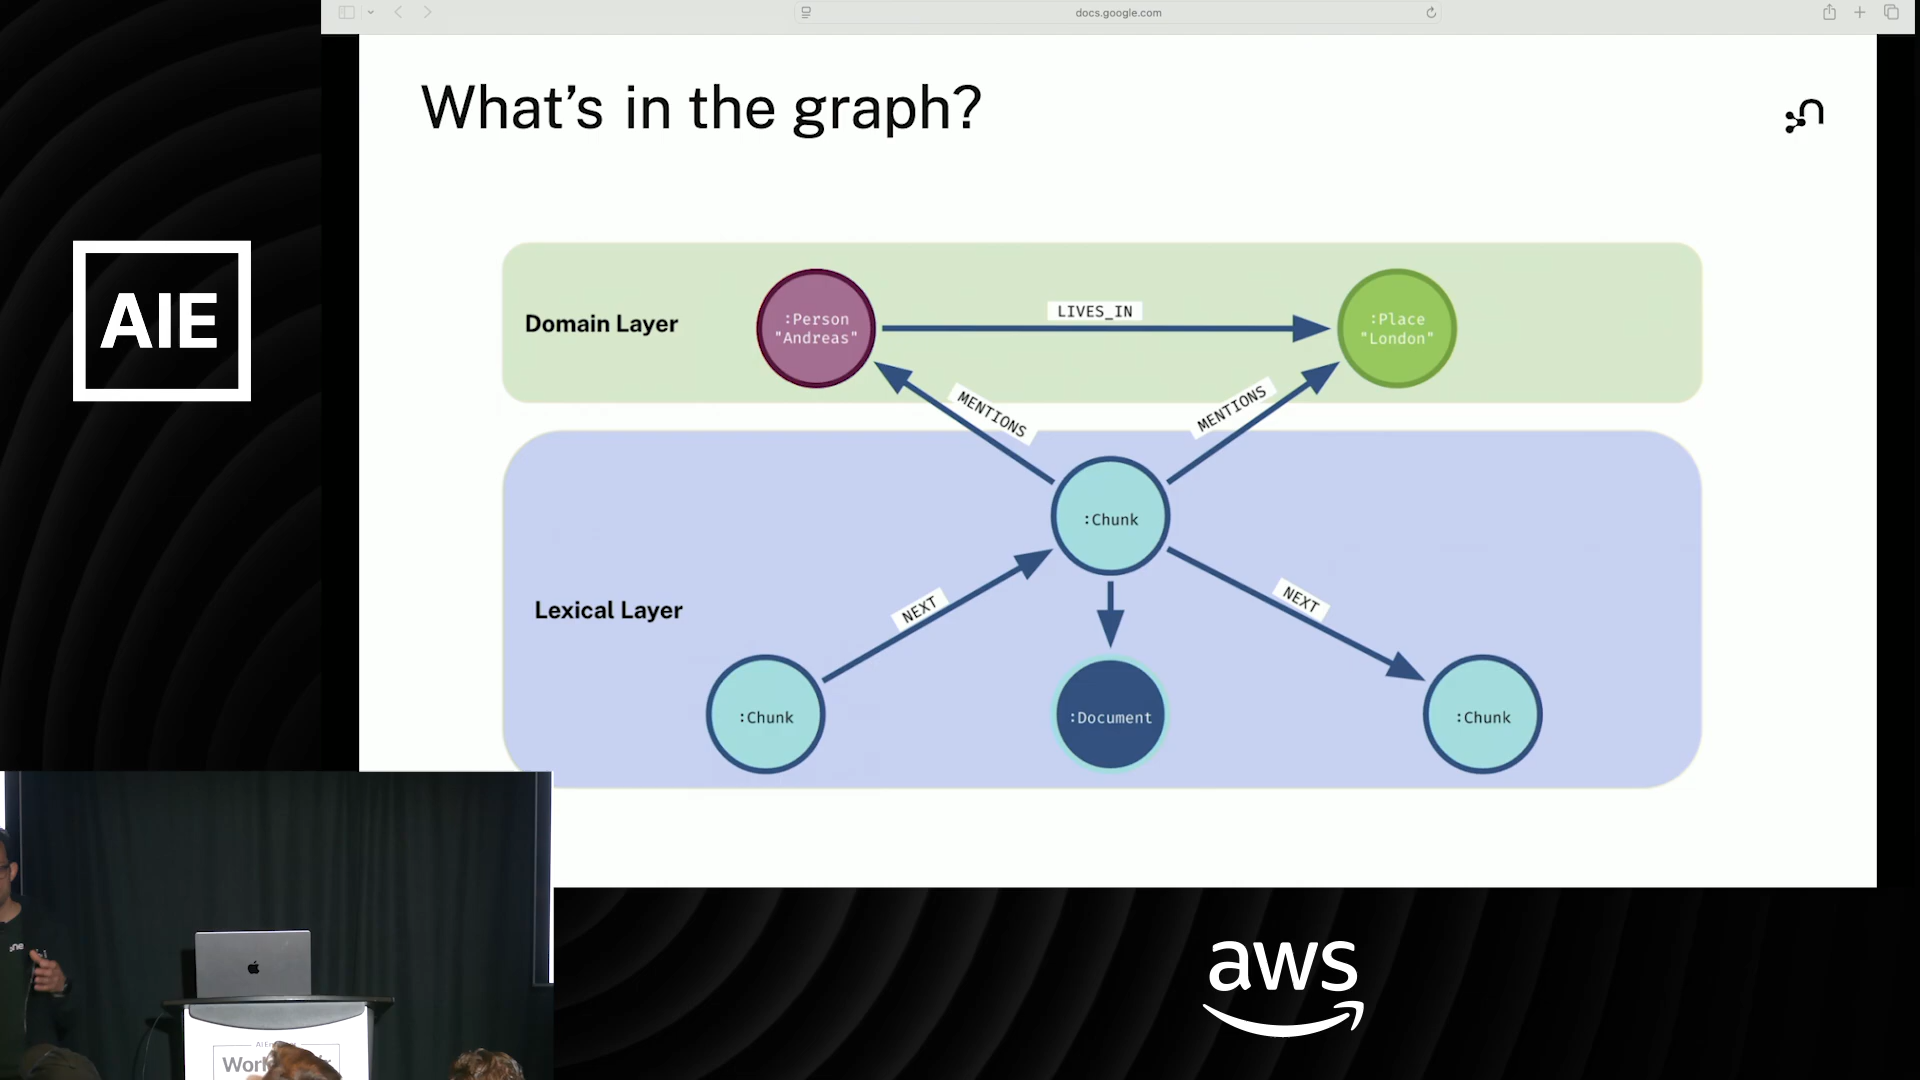 docs.google.com
What's in the graph?
AIE
Domain Layer
:Person
"Andreas"
LIVES_IN
:Place
"London"
MENTIONS
MENTIONS
:Chunk
Lexical Layer
NEXT
NEXT
:Chunk
:Document
:Chunk
aws